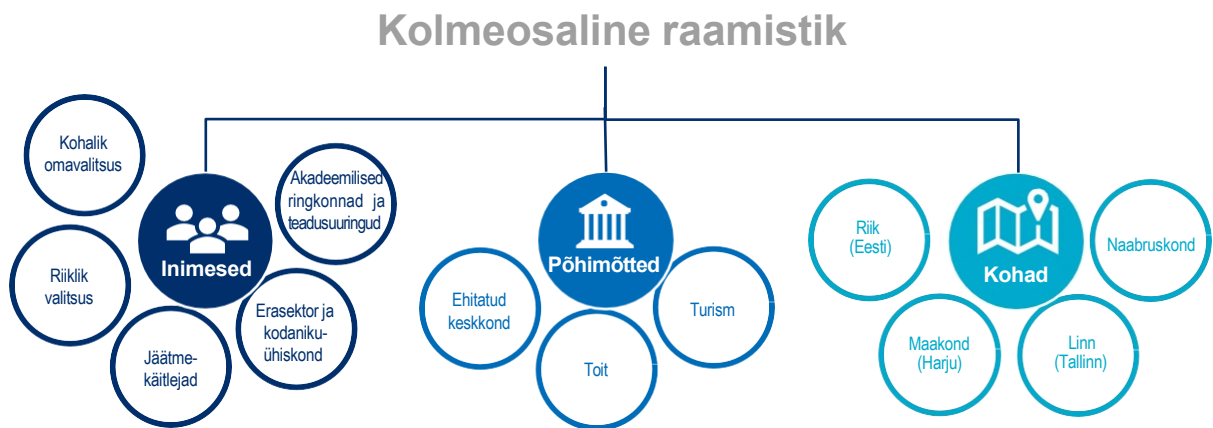 Kolmeosaline raamistik
Kohalik
omavalitsus
Akadeemilised
ringkonnad ja
teadusuuringud
Inimesed
Riiklik
valitsus
Erasektor ja
kodaniku-
ühiskond
Jäätme-
käitlejad
Põhimõtted
Ehitatud
keskkond
Toit
Turism
Kohad
Riik
(Eesti)
Naabruskond
Maakond
(Harju)
Linn
(Tallinn)